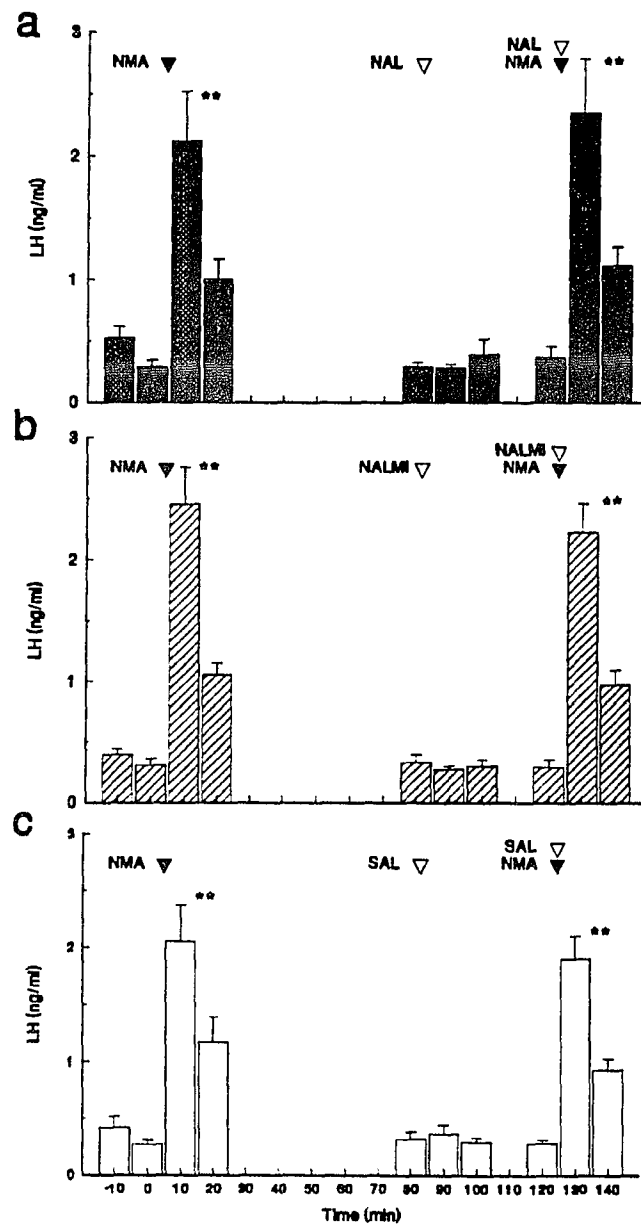 a
3
NMA
**
NAL
NAL
NMA
**
2
LH (ng/ml)
1
0
b
3
NMA
**
NALMI
NALMI
NMA
**
2
LH (ng/ml)
1
0
c
3
NMA
**
SAL
SAL
NMA
**
2
LH (ng/ml)
1
0
-10 0 10 20 30 40 50 60 70 80 90 100 110 120 130 140
Time (min)